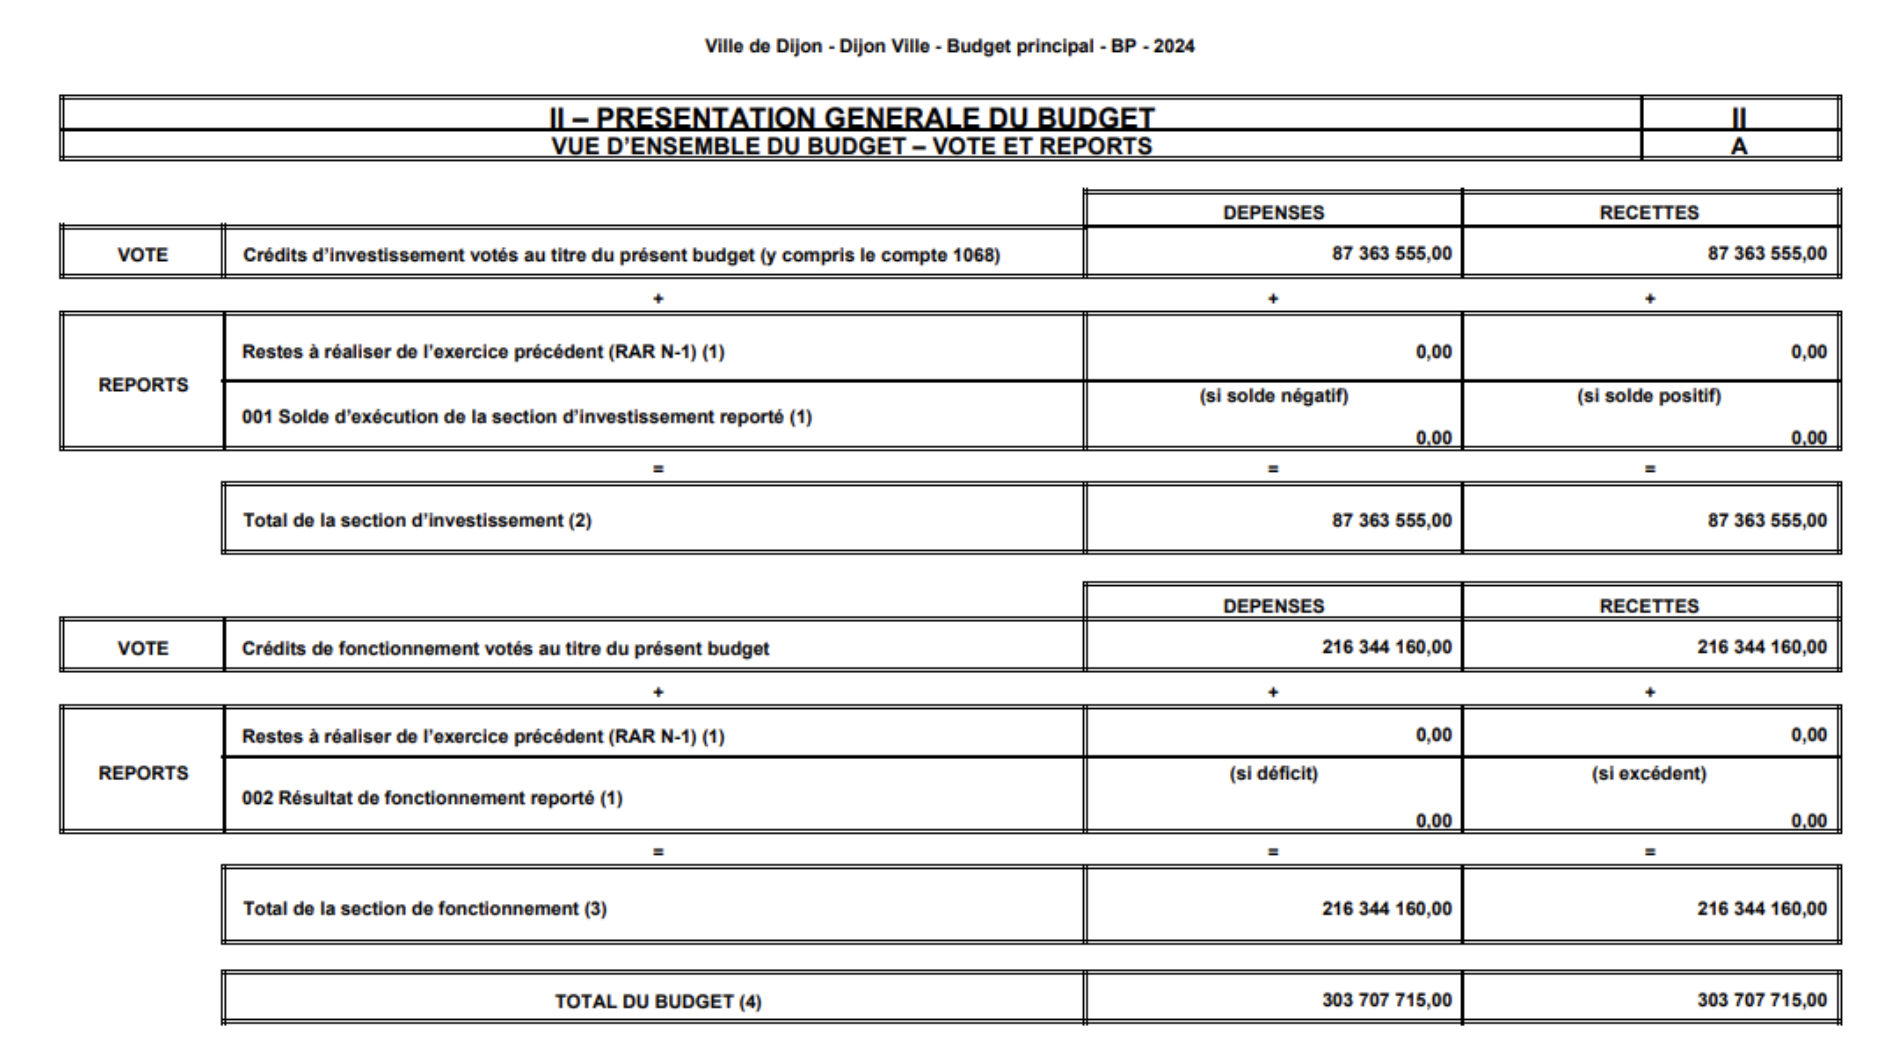 Ville de Dijon - Dijon Ville - Budget principal - BP - 2024
II – PRESENTATION GENERALE DU BUDGET II
VUE D’ENSEMBLE DU BUDGET – VOTE ET REPORTS A
DEPENSES RECETTES
VOTE Crédits d’investissement votés au titre du présent budget (y compris le compte 1068) 87 363 555,00 87 363 555,00
+ + +
REPORTS
Restes à réaliser de l’exercice précédent (RAR N-1) (1) 0,00 0,00
(si solde négatif) (si solde positif)
001 Solde d’exécution de la section d’investissement reporté (1)
0,00 0,00
= = =
Total de la section d’investissement (2) 87 363 555,00 87 363 555,00
DEPENSES RECETTES
VOTE Crédits de fonctionnement votés au titre du présent budget 216 344 160,00 216 344 160,00
+ + +
REPORTS
Restes à réaliser de l’exercice précédent (RAR N-1) (1) 0,00 0,00
(si déficit) (si excédent)
002 Résultat de fonctionnement reporté (1)
0,00 0,00
= = =
Total de la section de fonctionnement (3) 216 344 160,00 216 344 160,00
TOTAL DU BUDGET (4) 303 707 715,00 303 707 715,00